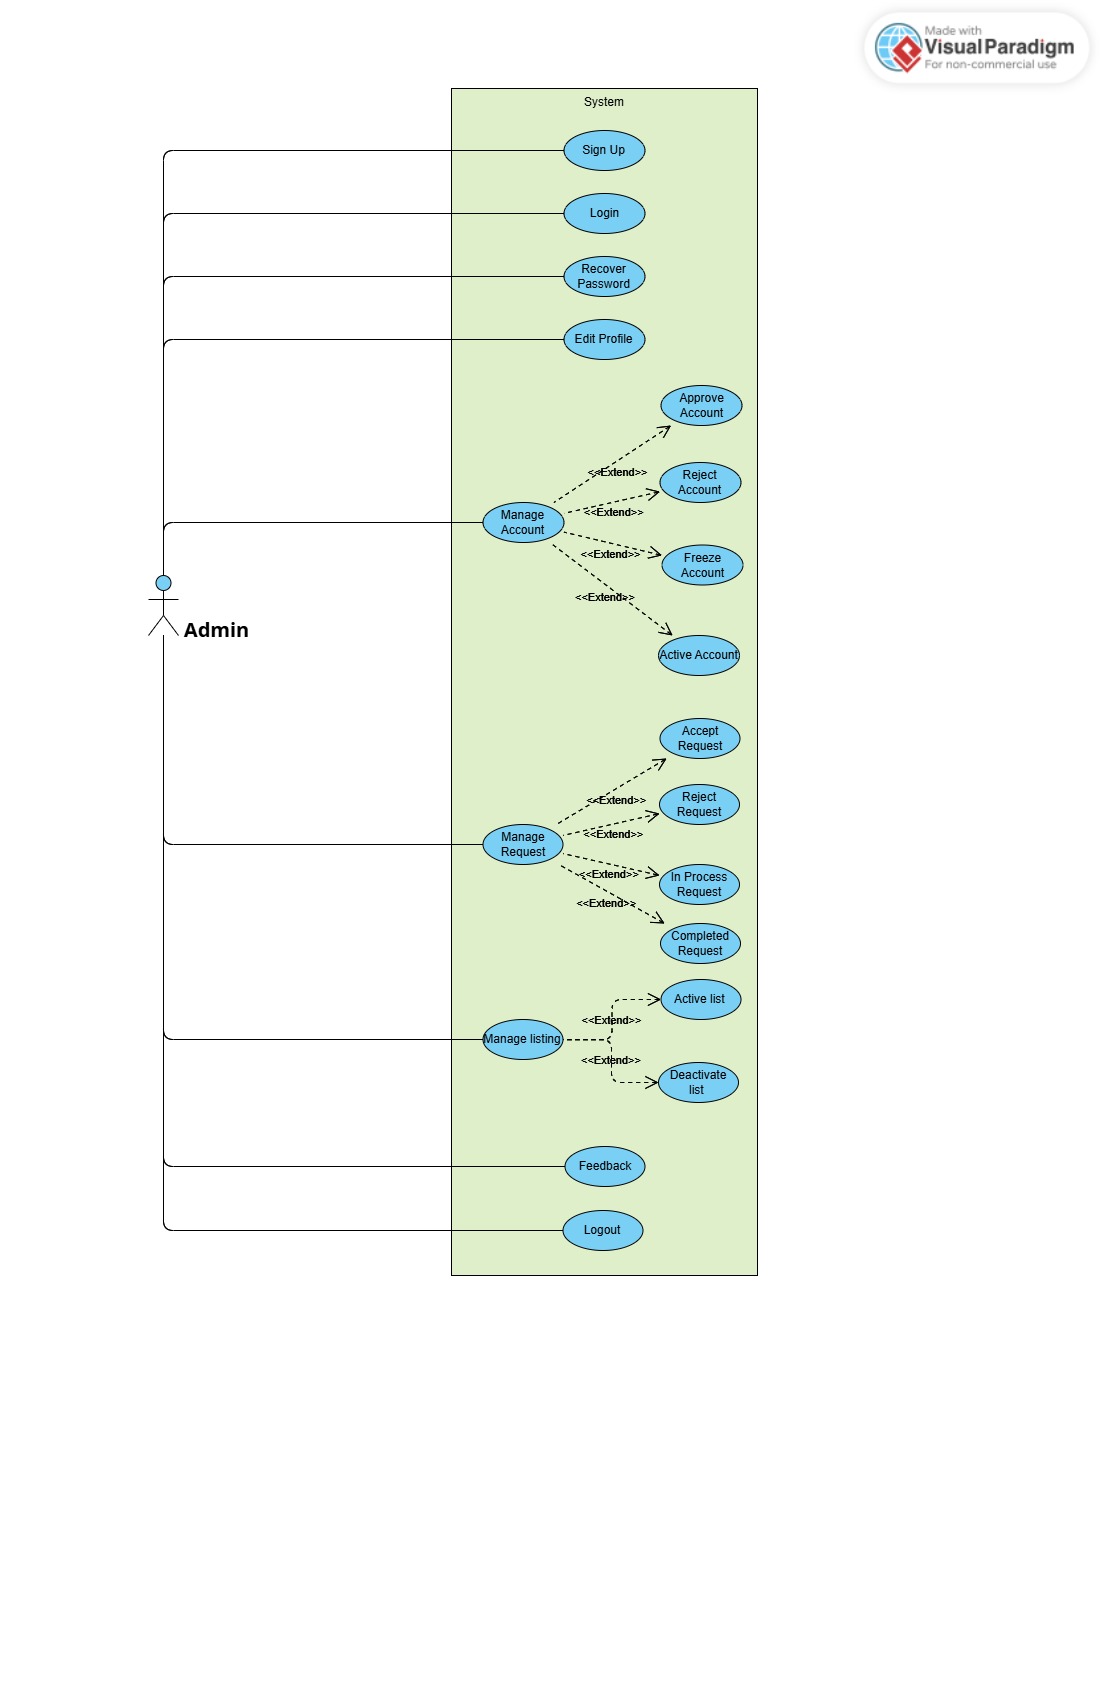 Made with
Visual Paradigm
For non-commercial use
System
Sign Up
Login
Recover
Password
Edit Profile
Approve
Account
<<Extend>>
Reject
Account
<<Extend>>
Manage
Account
<<Extend>>
Freeze
Account
<<Extend>>
Admin
Active Account
Accept
Request
<<Extend>>
Reject
Request
<<Extend>>
Manage
Request
<<Extend>>
In Process
Request
<<Extend>>
Completed
Request
Active list
<<Extend>>
Manage listing
<<Extend>>
Deactivate
list
Feedback
Logout